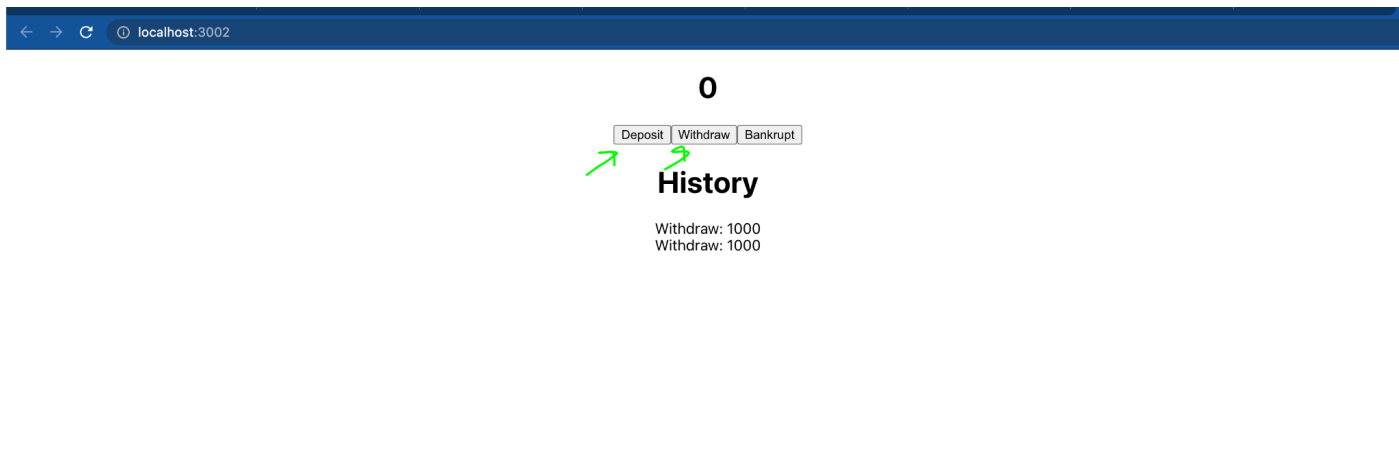 localhost:3002
0
Deposit Withdraw Bankrupt
History
Withdraw: 1000
Withdraw: 1000